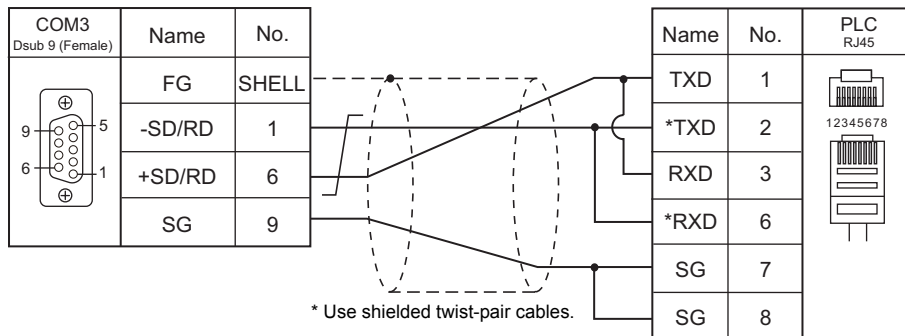 COM3
Dsub 9 (Female)
Name
No.
FG
SHELL
-SD/RD
1
+SD/RD
6
SG
9
9
5
6
1
* Use shielded twist-pair cables.
Name
No.
PLC
RJ45
TXD
1
*TXD
2
RXD
3
*RXD
6
SG
7
SG
8
12345678